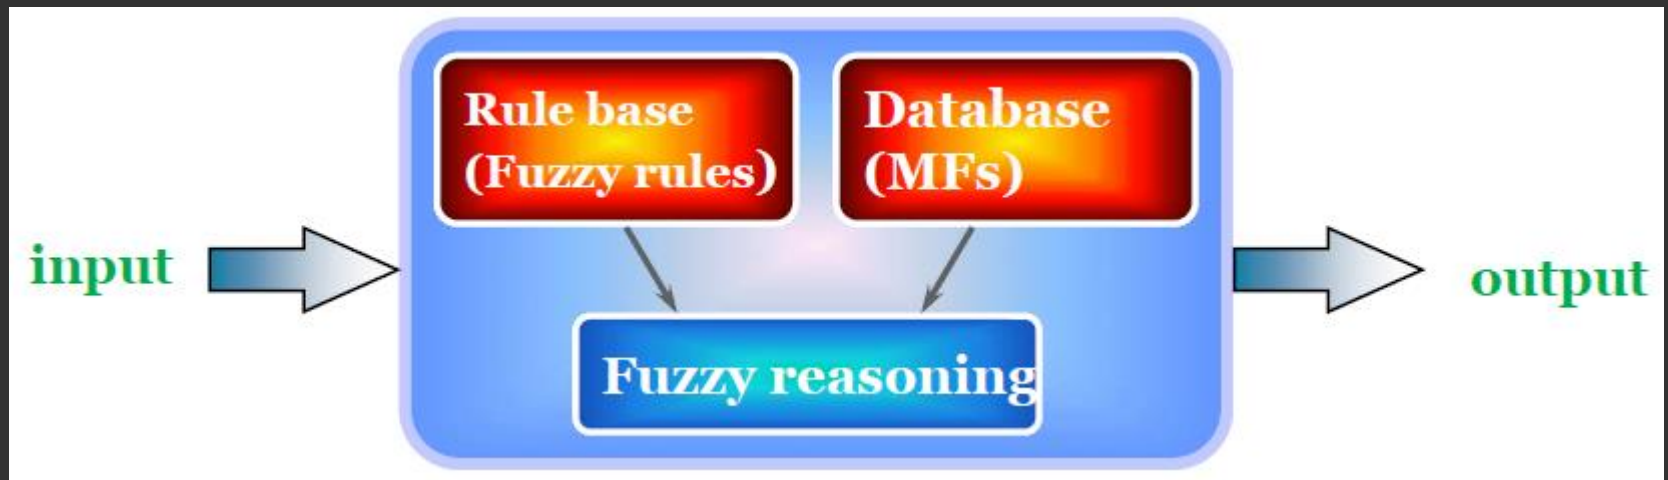 Rule base
(Fuzzy rules)
Database
(MFs)
input
output
Fuzzy reasoning